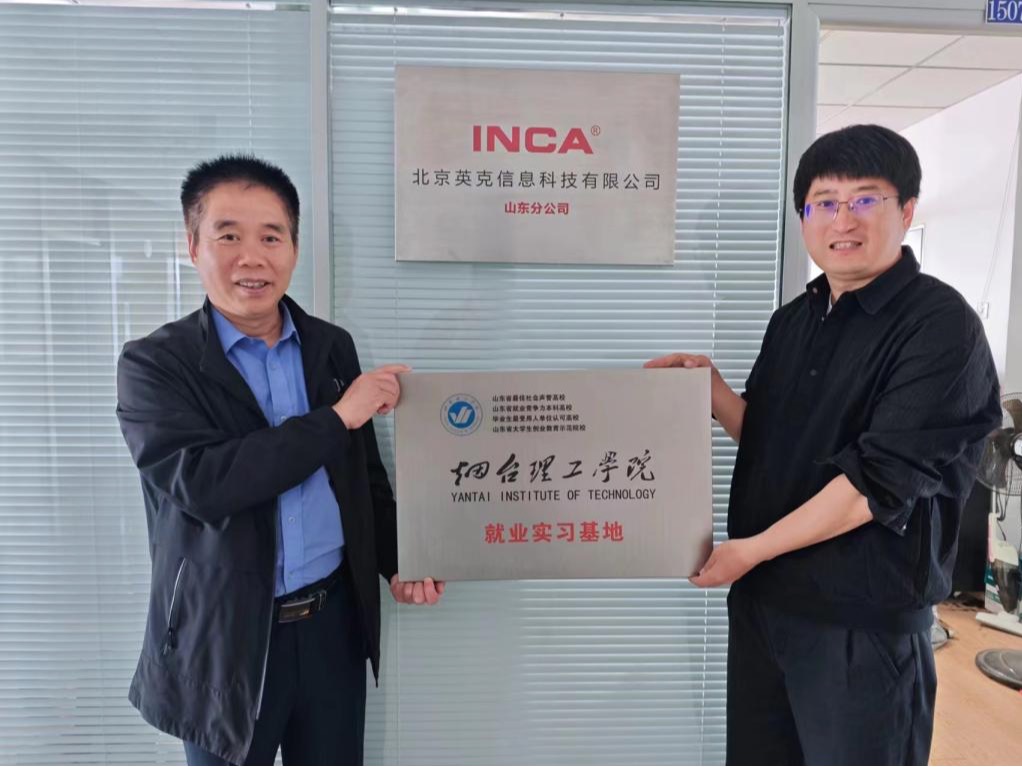 1507
INCA®
北京英克信息科技有限公司
山东分公司
山东省最佳社会声誉高校
山东省就业竞争力本科高校
毕业生最受用人单位认可高校
山东省大学生创业教育示范院校
烟台理工學院
YANTAI INSTITUTE OF TECHNOLOGY
就业实习基地